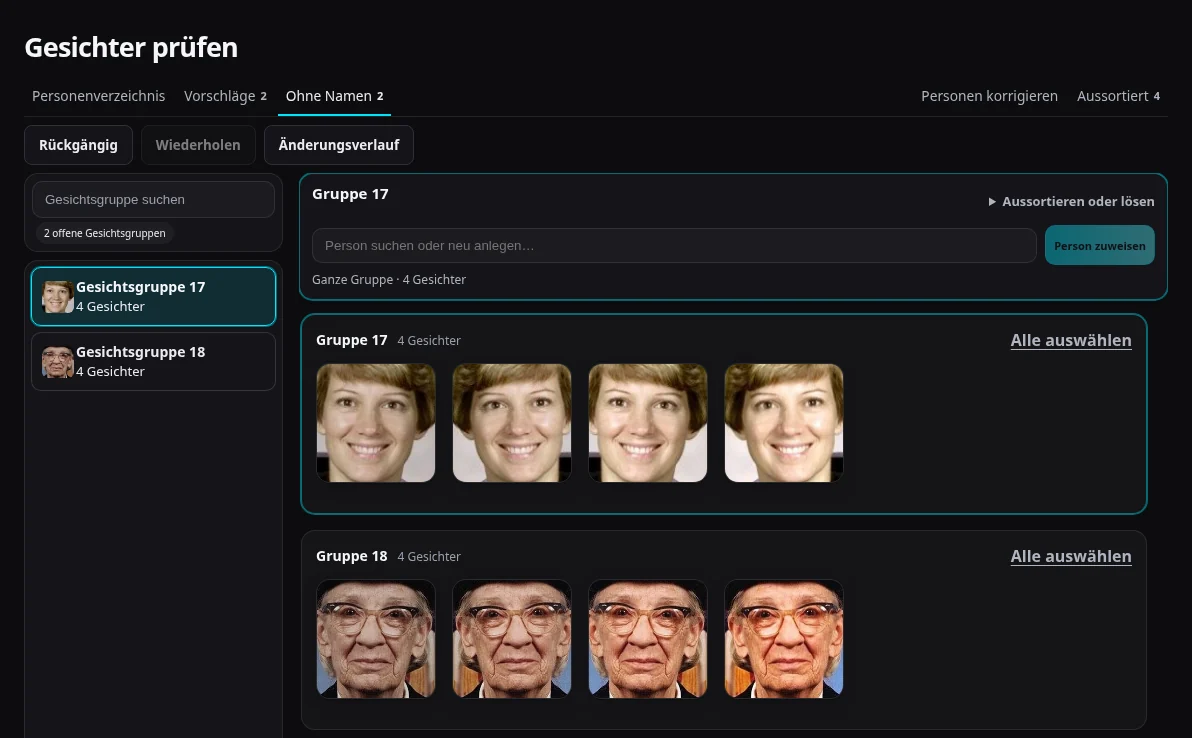 Gesichter prüfen
Personenverzeichnis Vorschläge 2 Ohne Namen 2 Personen korrigieren Aussortiert 4
Rückgängig Wiederholen Änderungsverlauf
Gesichtsgruppe suchen
2 offene Gesichtsgruppen
Gesichtsgruppe 17
4 Gesichter
Gesichtsgruppe 18
4 Gesichter
Gruppe 17
▶ Aussortieren oder lösen
Person suchen oder neu anlegen…
Person zuweisen
Ganze Gruppe · 4 Gesichter
Gruppe 17 4 Gesichter Alle auswählen
Gruppe 18 4 Gesichter Alle auswählen